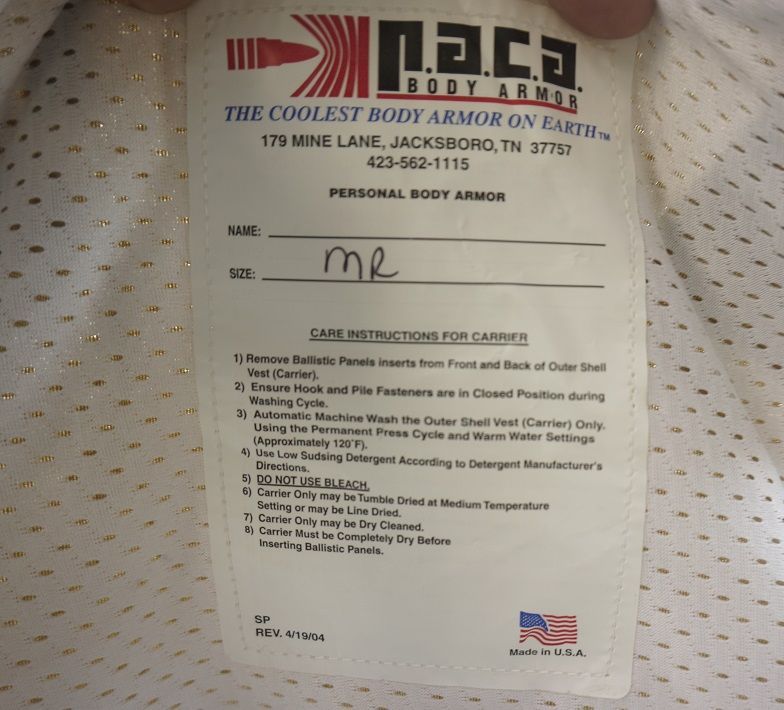 p.a.c.a.
BODY ARMOR
THE COOLEST BODY ARMOR ON EARTH™
179 MINE LANE, JACKSBORO, TN 37757
423-562-1115
PERSONAL BODY ARMOR
NAME:
SIZE: MR
CARE INSTRUCTIONS FOR CARRIER
1) Remove Ballistic Panels inserts from Front and Back of Outer Shell
Vest (Carrier).
2) Ensure Hook and Pile Fasteners are in Closed Position during
Washing Cycle.
3) Automatic Machine Wash the Outer Shell Vest (Carrier) Only.
Using the Permanent Press Cycle and Warm Water Settings
(Approximately 120°F).
4) Use Low Sudsing Detergent According to Detergent Manufacturer's
Directions.
5) DO NOT USE BLEACH.
6) Carrier Only may be Tumble Dried at Medium Temperature
Setting or may be Line Dried.
7) Carrier Only may be Dry Cleaned.
8) Carrier Must be Completely Dry Before
Inserting Ballistic Panels.
SP
REV. 4/19/04
Made in U.S.A.